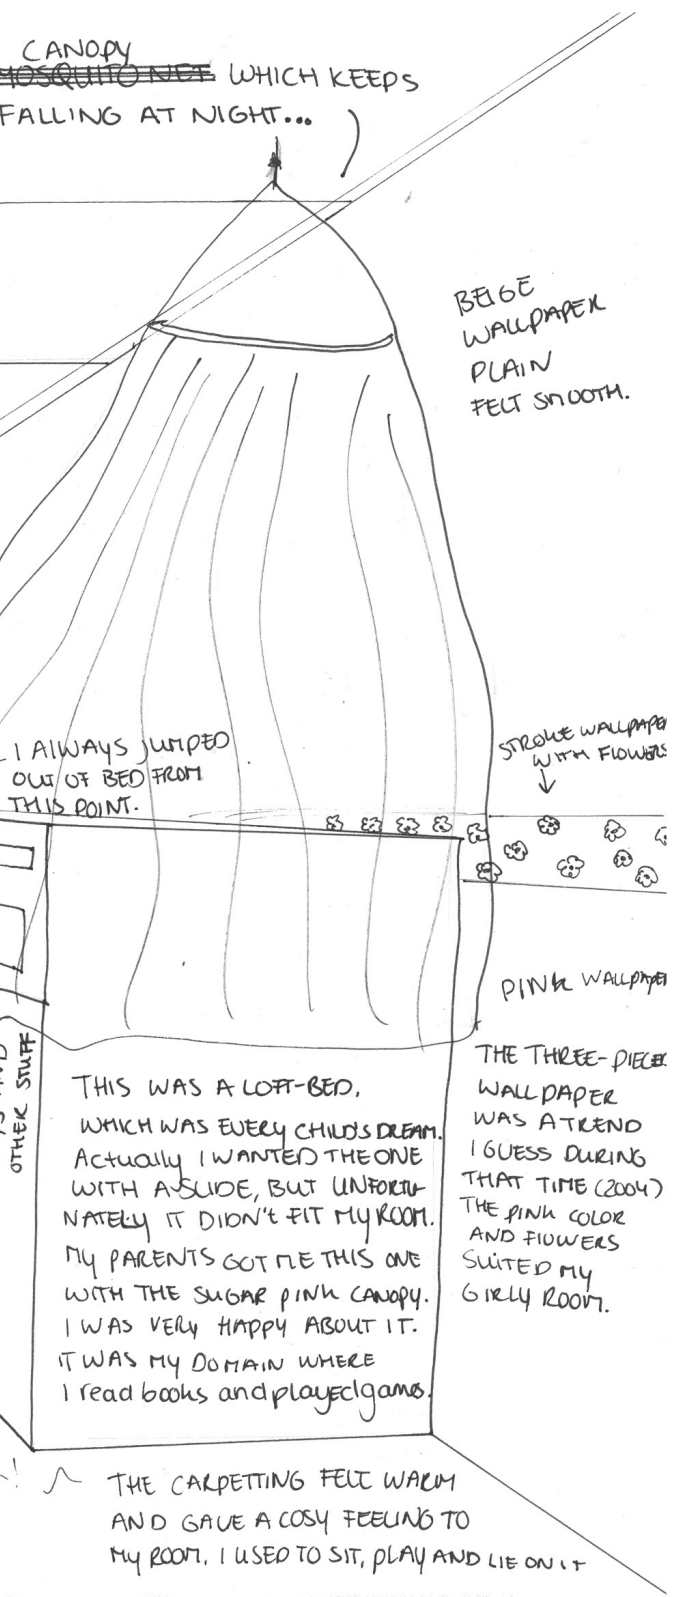 CANOPY
MOSQUITO NET WHICH KEEPS
FALLING AT NIGHT...
BEIGE
WALLPAPER
PLAIN
FELT SMOOTH.
I AlWAYS JUMPED
OUT OF BED FROM
THIS POINT.
STROKE WALLPAPER
WITH FLOWERS
PINK WALLPAPER
OTHER STUFF
THIS WAS A LOFT-BED,
WHICH WAS EVERY CHILD'S DREAM.
Actually I WANTED THE ONE
WITH A SLIDE, BUT UNFORTU-
NATELY IT DIDN'T FIT MY ROOM.
MY PARENTS GOT ME THIS ONE
WITH THE SUGAR PINK CANOPY.
I WAS VERY HAPPY ABOUT IT.
IT WAS MY DOMAIN WHERE
I read books and played games.
THE THREE-PIECE
WALLPAPER
WAS A TREND
I GUESS DURING
THAT TIME (2004)
THE PINK COLOR
AND FlOWERS
SUITED MY
GIRLY ROOM.
THE CARPETTING FELT WARM
AND GAVE A COSY FEELING TO
MY ROOM. I USED TO SIT, PLAY AND LIE ON IT